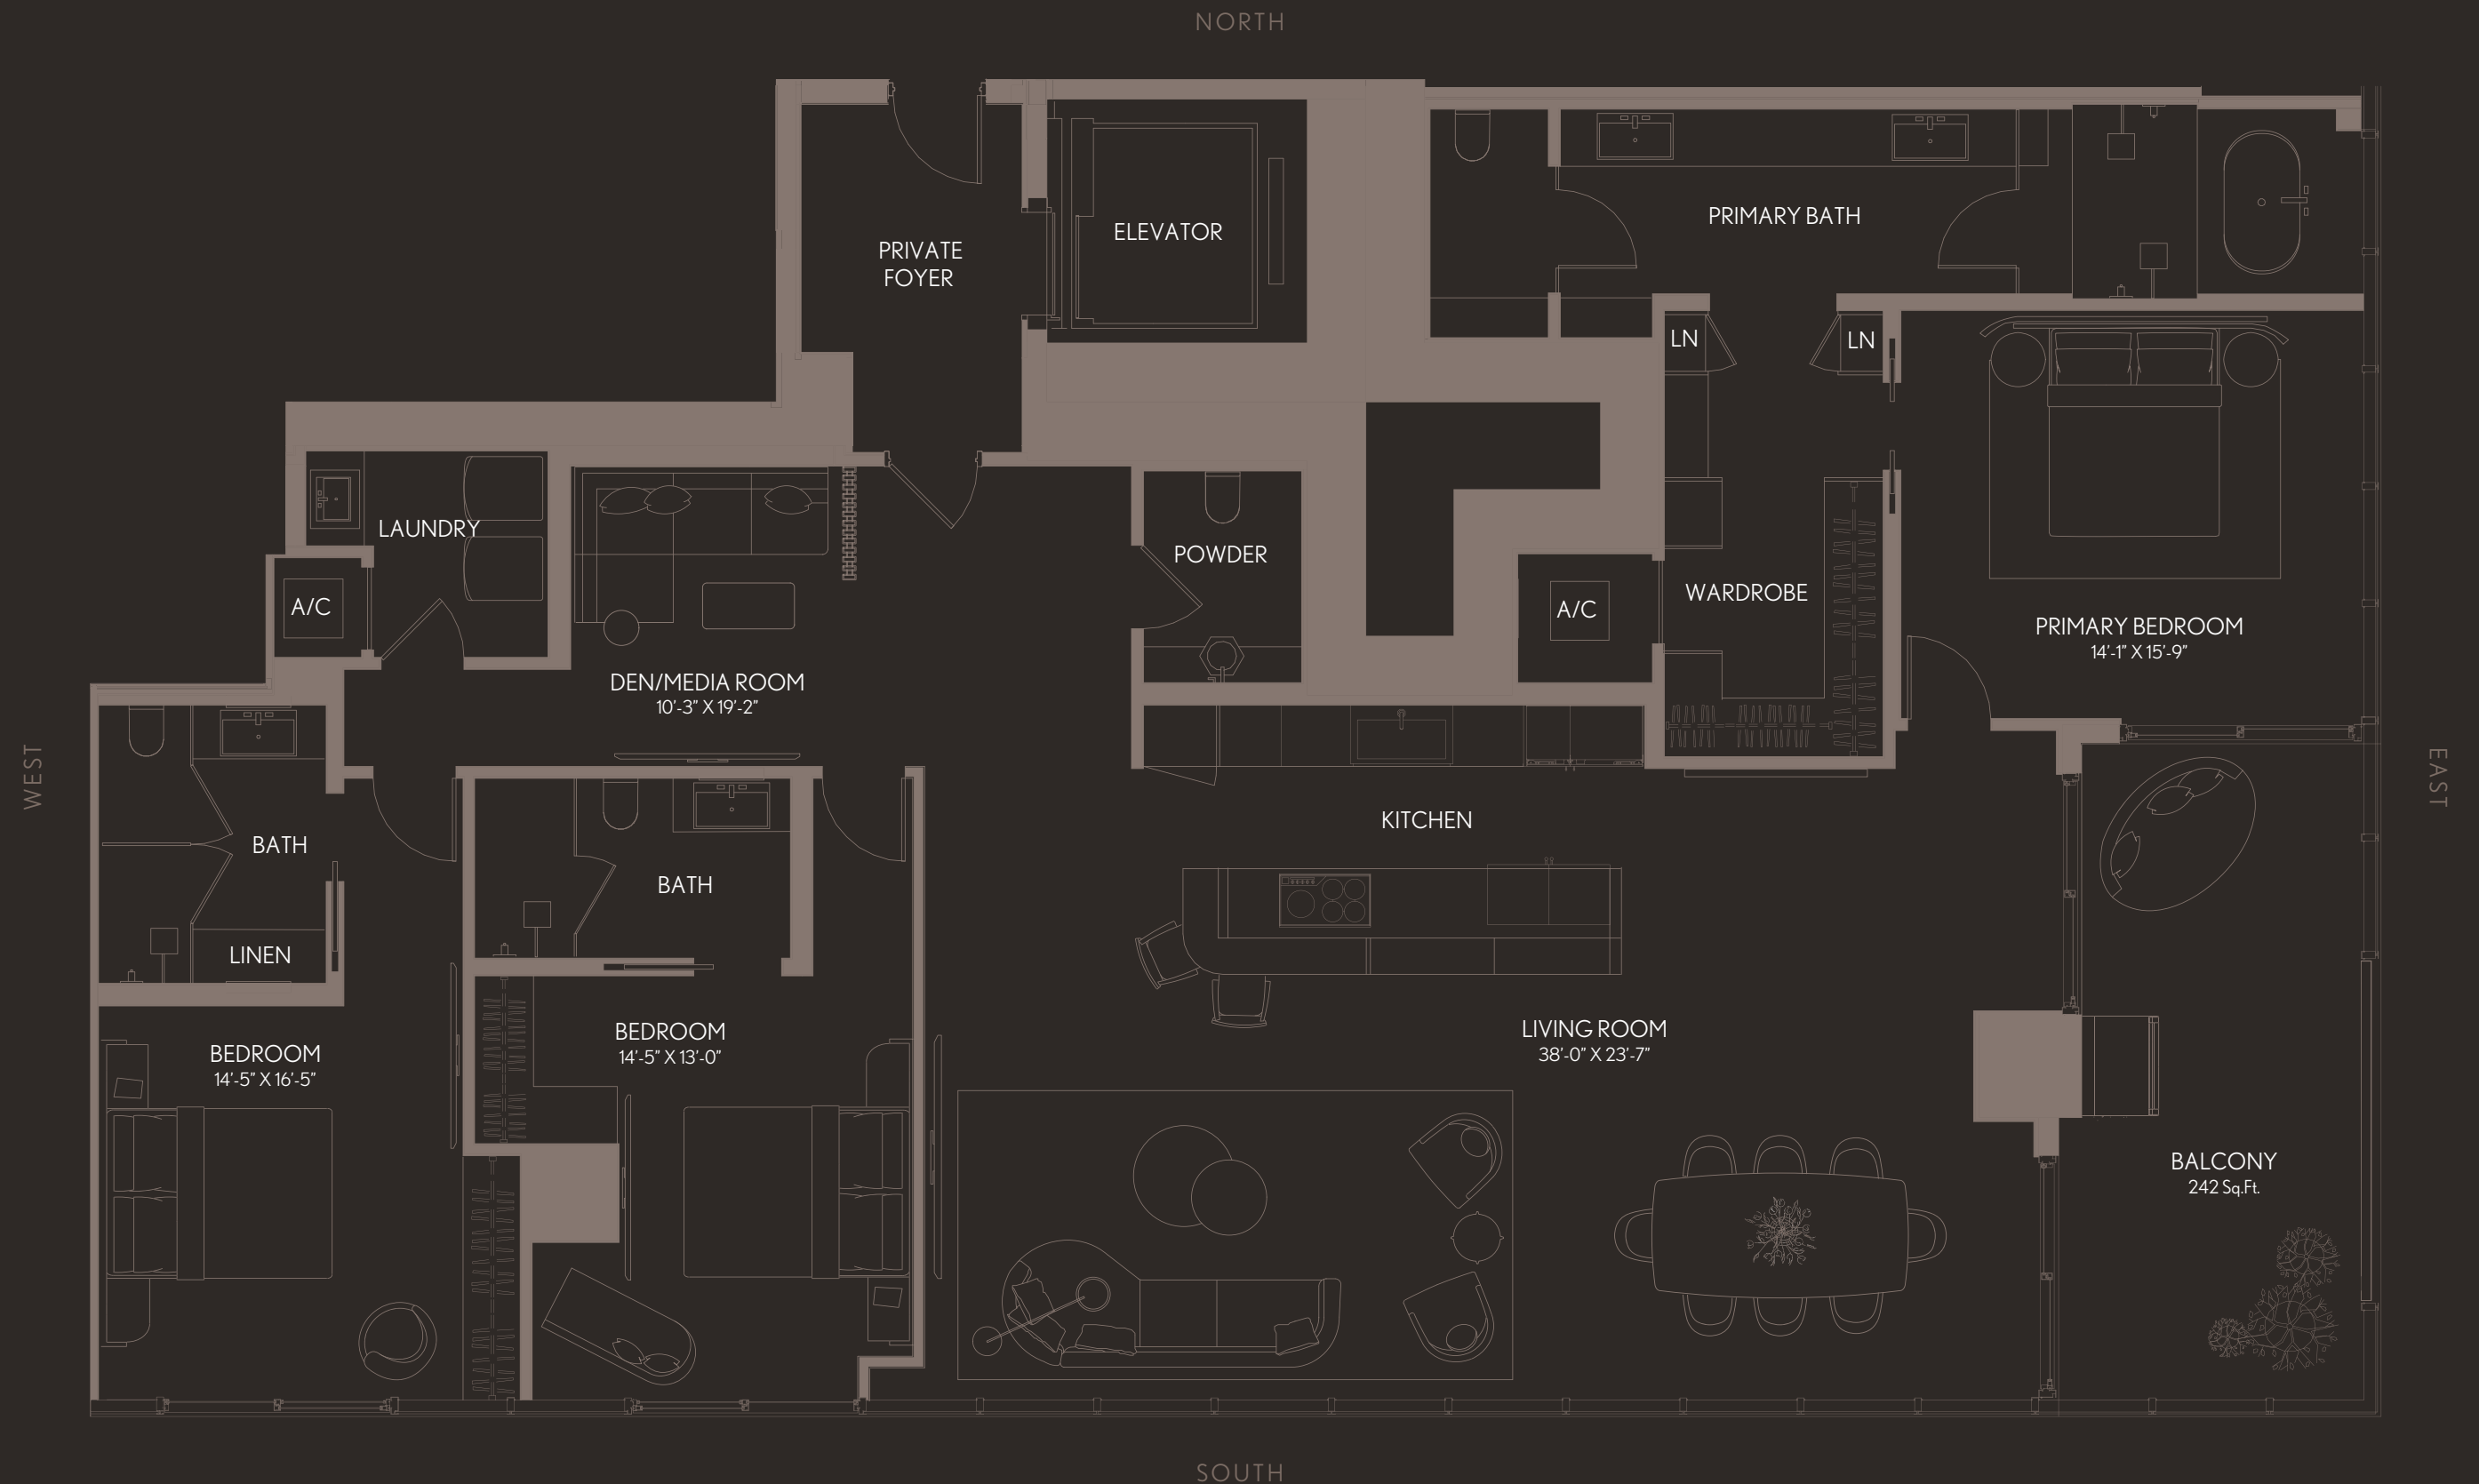 NORTH
PRIVATE
FOYER
ELEVATOR
PRIMARY BATH
LN
LN
LAUNDRY
POWDER
A/C
A/C
WARDROBE
PRIMARY BEDROOM
14'-1" X 15'-9"
DEN/MEDIA ROOM
10'-3" X 19'-2"
WEST
EAST
KITCHEN
BATH
BATH
LINEN
BEDROOM
14'-5" X 16'-5"
BEDROOM
14'-5" X 13'-0"
LIVING ROOM
38'-0" X 23'-7"
BALCONY
242 Sq.Ft.
SOUTH